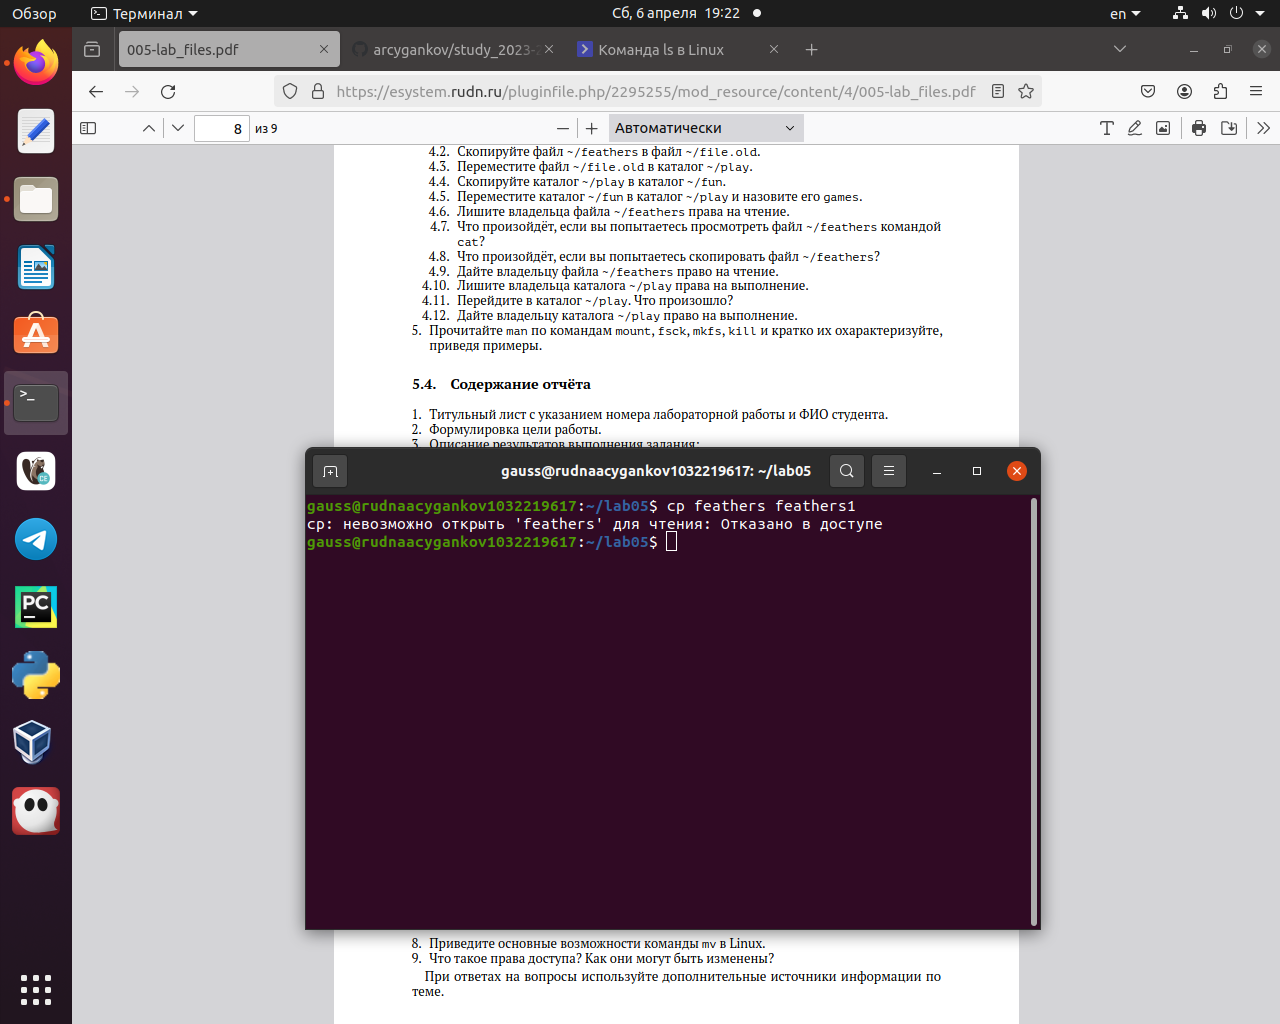 Обзор
Терминал
Сб, 6 апреля 19:22
en
005-lab_files.pdf
arcygankov/study_2023-2
Команда ls в Linux
https://esystem.rudn.ru/pluginfile.php/2295255/mod_resource/content/4/005-lab_files.pdf
8 из 9
Автоматически
4.2. Скопируйте файл ~/feathers в файл ~/file.old.
4.3. Переместите файл ~/file.old в каталог ~/play.
4.4. Скопируйте каталог ~/play в каталог ~/fun.
4.5. Переместите каталог ~/fun в каталог ~/play и назовите его games.
4.6. Лишите владельца файла ~/feathers права на чтение.
4.7. Что произойдёт, если вы попытаетесь просмотреть файл ~/feathers командой
cat?
4.8. Что произойдёт, если вы попытаетесь скопировать файл ~/feathers?
4.9. Дайте владельцу файла ~/feathers право на чтение.
4.10. Лишите владельца каталога ~/play права на выполнение.
4.11. Перейдите в каталог ~/play. Что произошло?
4.12. Дайте владельцу каталога ~/play право на выполнение.
5. Прочитайте man по командам mount, fsck, mkfs, kill и кратко их охарактеризуйте,
приведя примеры.
5.4. Содержание отчёта
1. Титульный лист с указанием номера лабораторной работы и ФИО студента.
2. Формулировка цели работы.
3. Описание результатов выполнения задания:
gauss@rudnaacygankov1032219617: ~/lab05
gauss@rudnaacygankov1032219617:~/lab05$ cp feathers feathers1
cp: невозможно открыть 'feathers' для чтения: Отказано в доступе
gauss@rudnaacygankov1032219617:~/lab05$
8. Приведите основные возможности команды mv в Linux.
9. Что такое права доступа? Как они могут быть изменены?
При ответах на вопросы используйте дополнительные источники информации по
теме.
>_
PC
CE